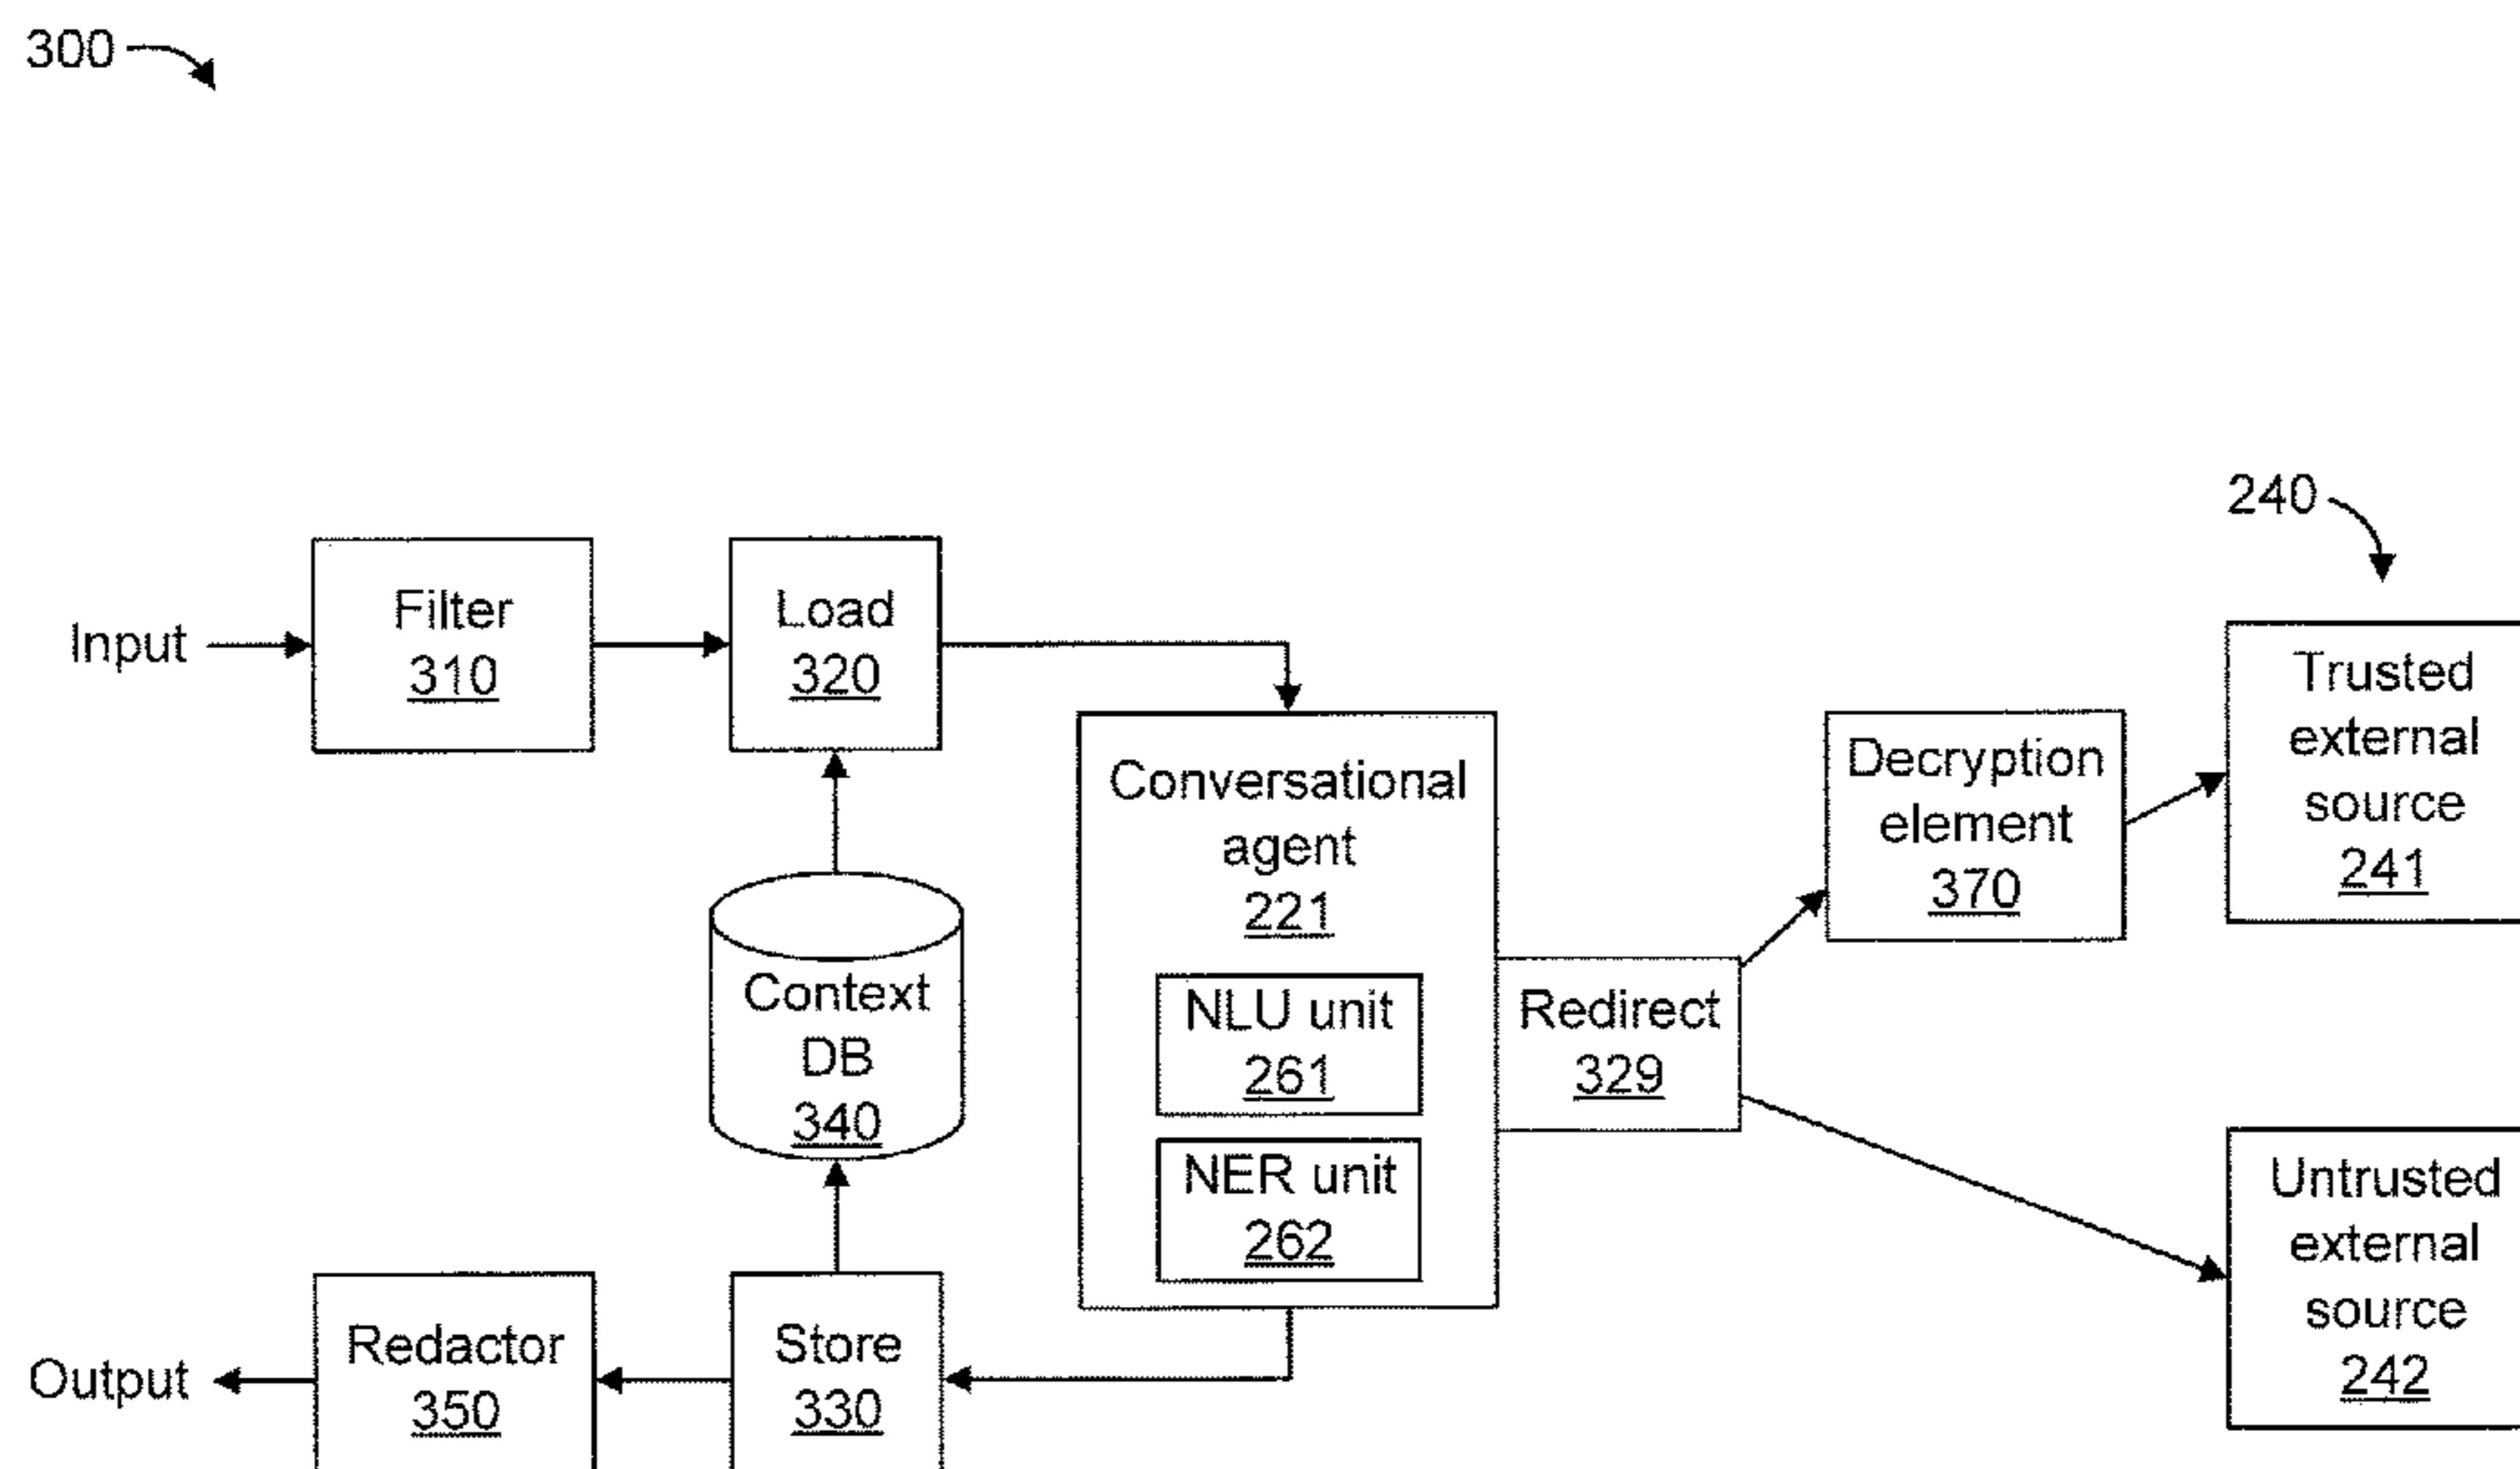 300
240
Input
Filter
310
Load
320
Conversational
agent
221
NLU unit
261
NER unit
262
Redirect
329
Decryption
element
370
Trusted
external
source
241
Untrusted
external
source
242
Context
DB
340
Store
330
Redactor
350
Output